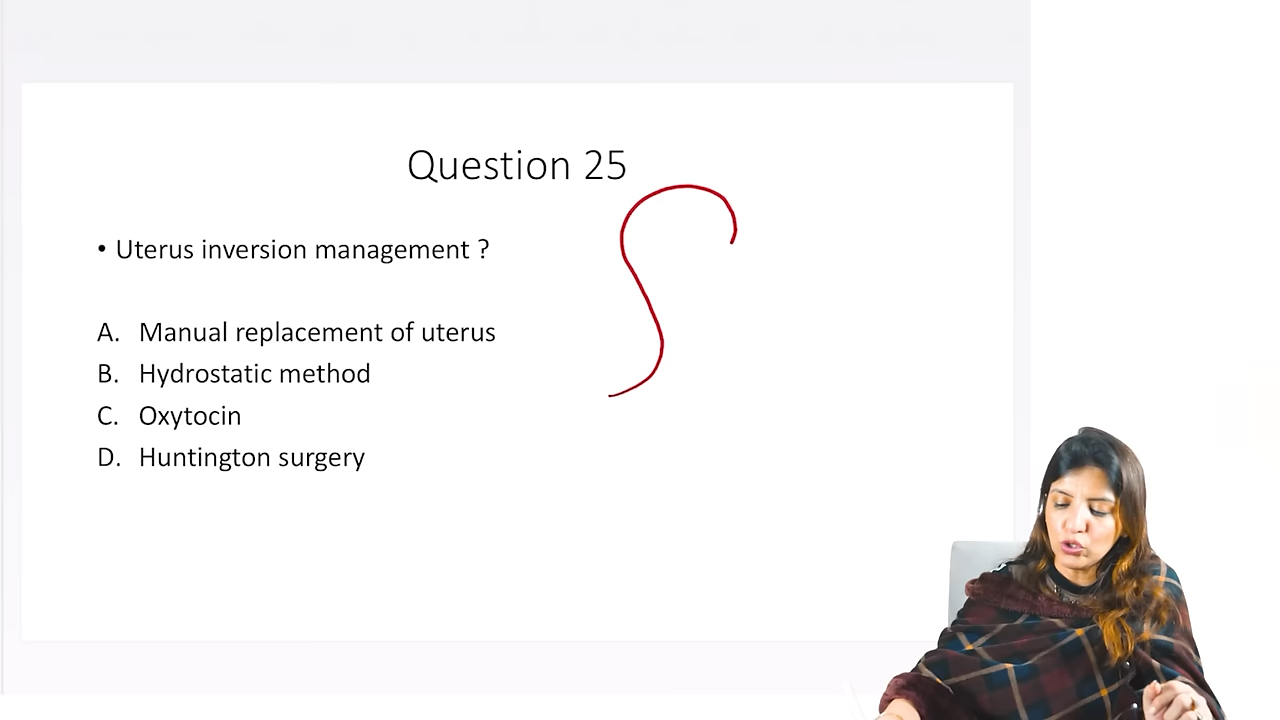 Question 25
• Uterus inversion management ?
A. Manual replacement of uterus
B. Hydrostatic method
C. Oxytocin
D. Huntington surgery